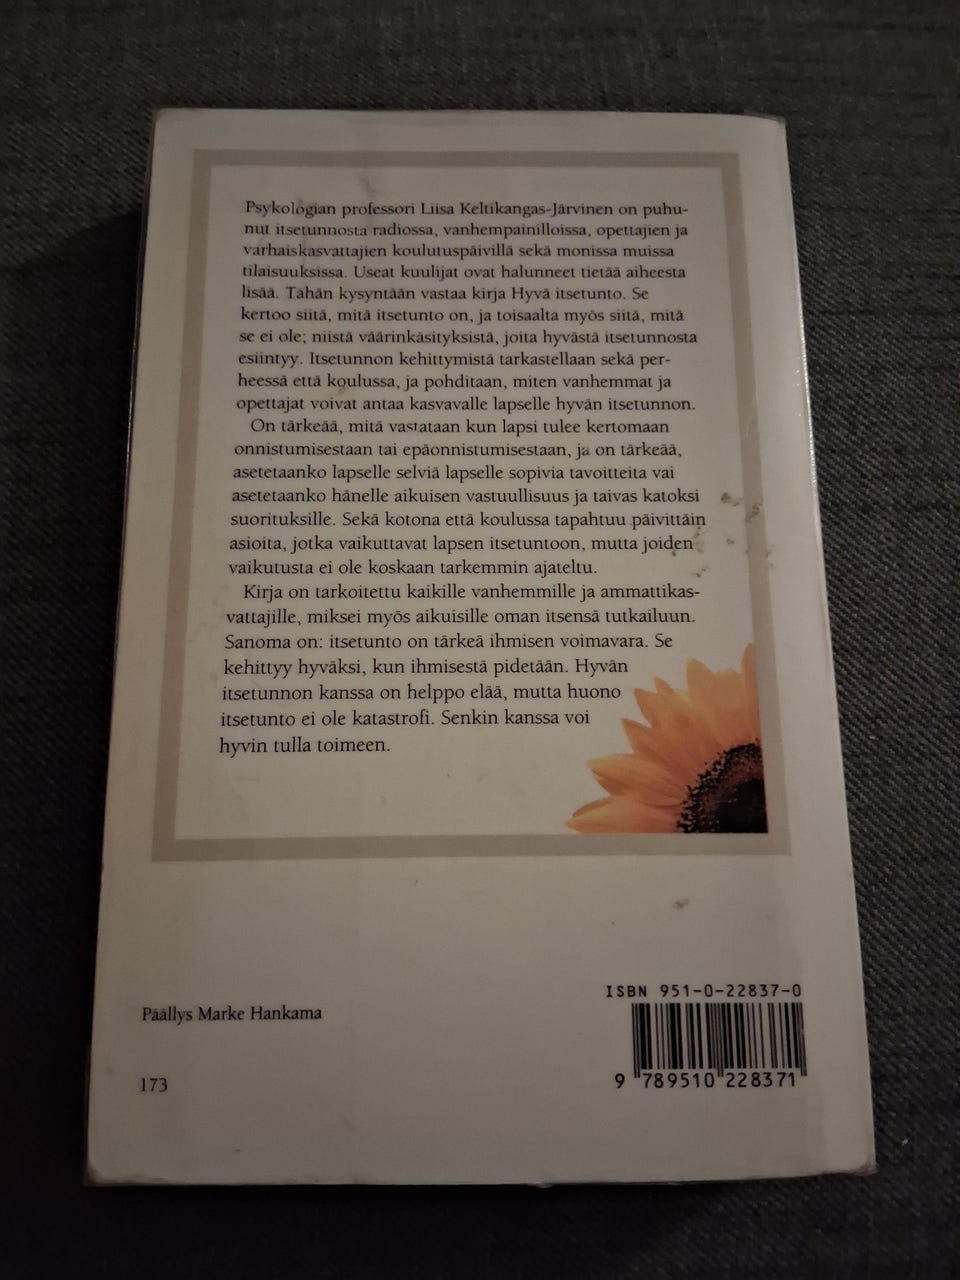 Psykologian professori Liisa Keltikangas-Järvinen on puhu-
nut itsetunnosta radiossa, vanhempainilloissa, opettajien ja
varhaiskasvattajien koulutuspäivillä sekä monissa muissa
tilaisuuksissa. Useat kuulijat ovat halunneet tietää aiheesta
lisää. Tähän kysyntään vastaa kirja Hyvä itsetunto. Se
kertoo siitä, mitä itsetunto on, ja toisaalta myös siitä, mitä
se ei ole; niistä väärinkäsityksistä, joita hyvästä itsetunnosta
esiintyy. Itsetunnon kehittymistä tarkastellaan sekä per-
heessä että koulussa, ja pohditaan, miten vanhemmat ja
opettajat voivat antaa kasvavalle lapselle hyvän itsetunnon.
On tärkeää, mitä vastataan kun lapsi tulee kertomaan
onnistumisestaan tai epäonnistumisestaan, ja on tärkeää,
asetetaanko lapselle selviä lapselle sopivia tavoitteita vai
asetetaanko hänelle aikuisen vastuullisuus ja taivas katoksi
suorituksille. Sekä kotona että koulussa tapahtuu päivittäin
asioita, jotka vaikuttavat lapsen itsetuntoon, mutta joiden
vaikutusta ei ole koskaan tarkemmin ajateltu.
Kirja on tarkoitettu kaikille vanhemmille ja ammattikas-
vattajille, miksei myös aikuisille oman itsensä tutkailuun.
Sanoma on: itsetunto on tärkeä ihmisen voimavara. Se
kehittyy hyväksi, kun ihmisestä pidetään. Hyvän
itsetunnon kanssa on helppo elää, mutta huono
itsetunto ei ole katastrofi. Senkin kanssa voi
hyvin tulla toimeen.
ISBN 951-0-22837-0
Päällys Marke Hankama
9 789510 228371
173